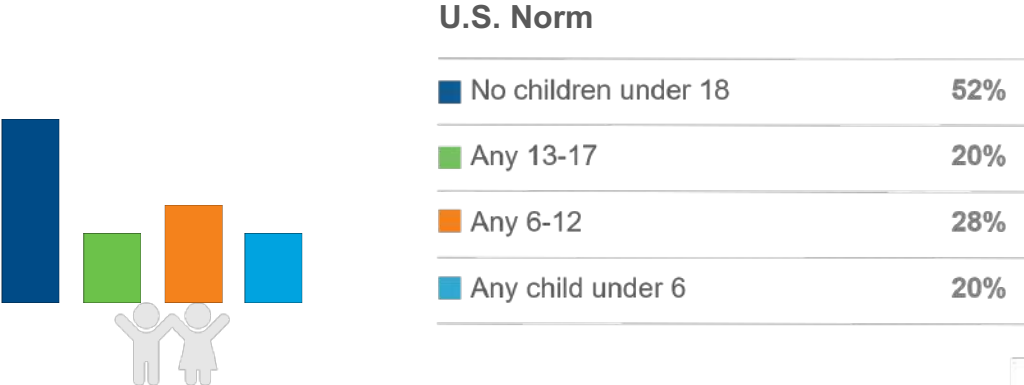 U.S. Norm
No children under 18 52%
Any 13-17 20%
Any 6-12 28%
Any child under 6 20%